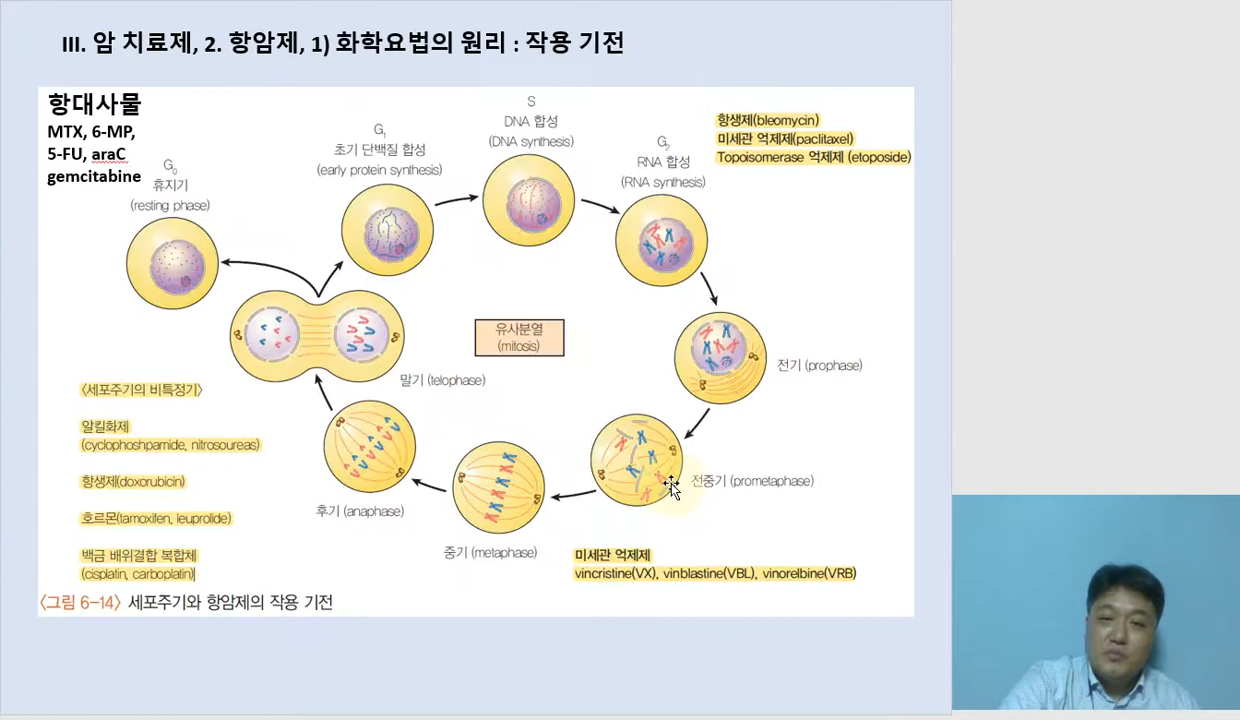 III. 암 치료제, 2. 항암제, 1) 화학요법의 원리 : 작용 기전
항대사물
MTX, 6-MP,
5-FU, araC
gemcitabine
G0
휴지기
(resting phase)
G1
초기 단백질 합성
(early protein synthesis)
S
DNA 합성
(DNA synthesis)
G2
RNA 합성
(RNA synthesis)
항생제(bleomycin)
미세관 억제제(paclitaxel)
Topoisomerase 억제제 (etoposide)
유사분열
(mitosis)
전기 (prophase)
말기 (telophase)
전중기 (prometaphase)
후기 (anaphase)
중기 (metaphase)
<세포주기의 비특정기>
알킬화제
(cyclophoshpamide, nitrosoureas)
항생제(doxorubicin)
호르몬(tamoxifen, leuprolide)
백금 배위결합 복합체
(cisplatin, carboplatin)
미세관 억제제
vincristine(VX), vinblastine(VBL), vinorelbine(VRB)
<그림 6-14> 세포주기와 항암제의 작용 기전